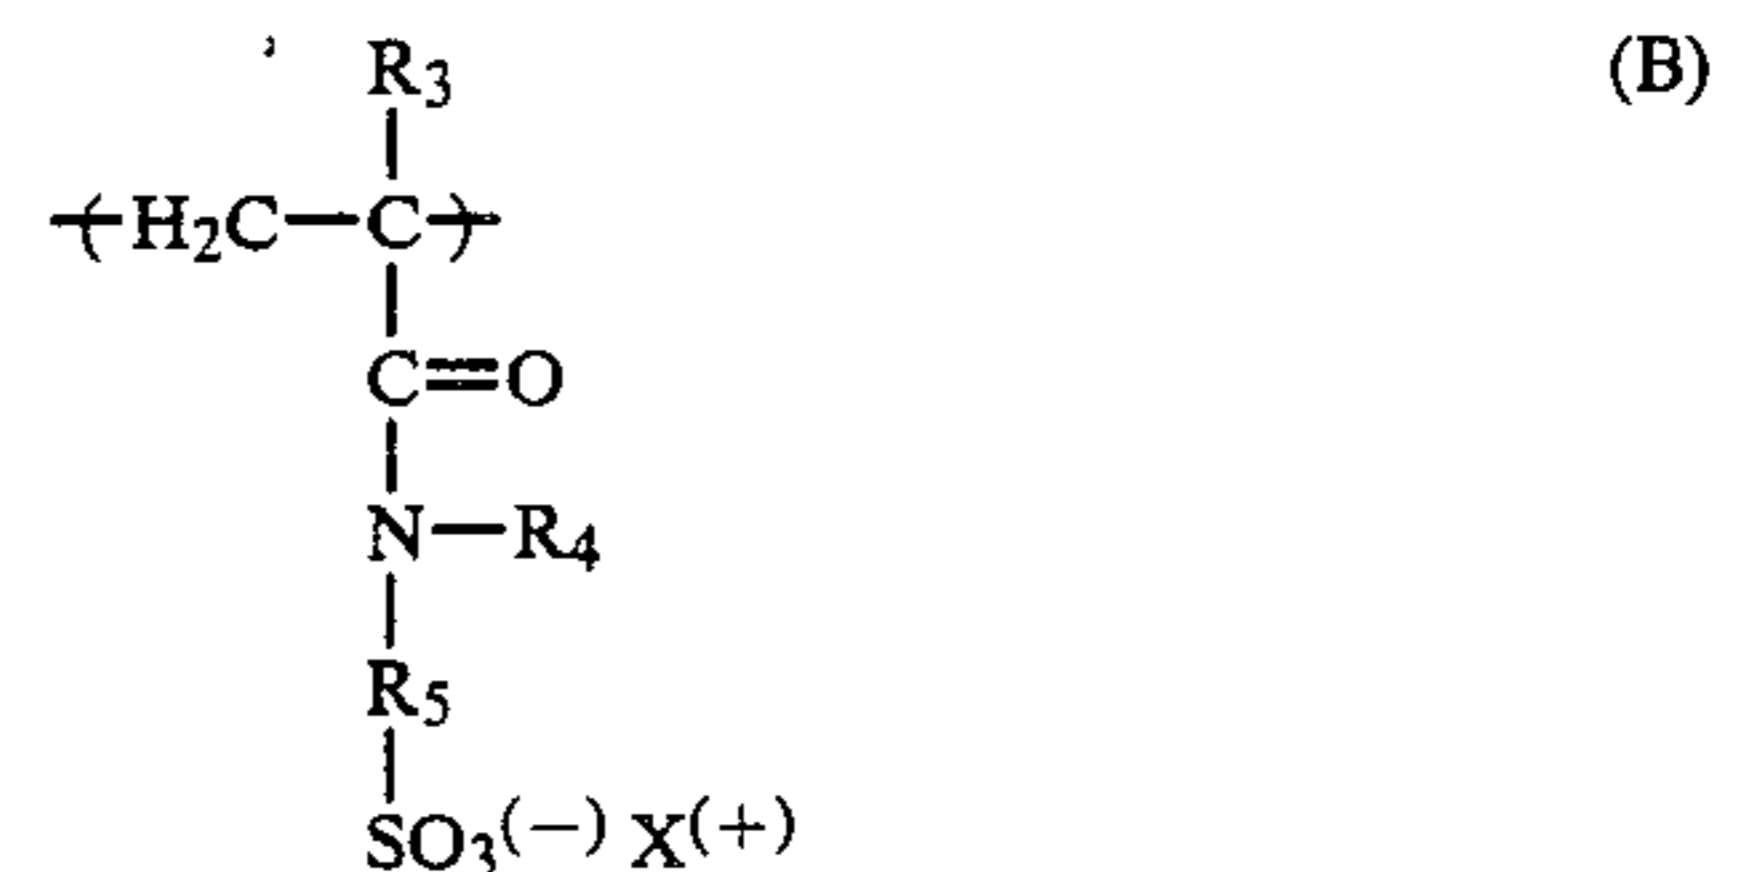 R3 (B)
(H2C—C)
C=O
N—R4
R5
SO3(−) X(+)